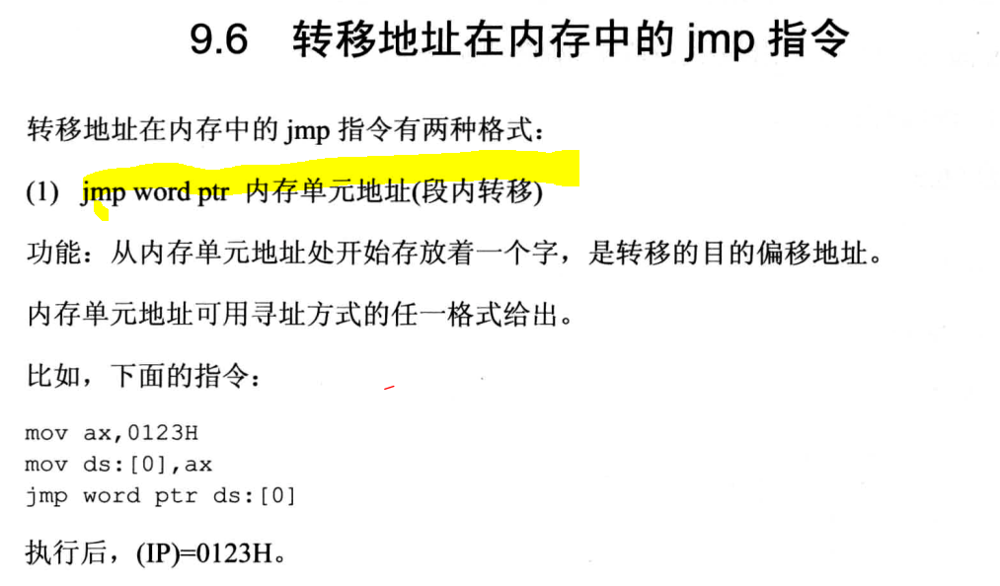 9.6 转移地址在内存中的 jmp 指令
转移地址在内存中的 jmp 指令有两种格式：
(1) jmp word ptr 内存单元地址(段内转移)
功能：从内存单元地址处开始存放着一个字，是转移的目的偏移地址。
内存单元地址可用寻址方式的任一格式给出。
比如，下面的指令：
mov ax,0123H
mov ds:[0],ax
jmp word ptr ds:[0]
执行后，(IP)=0123H。